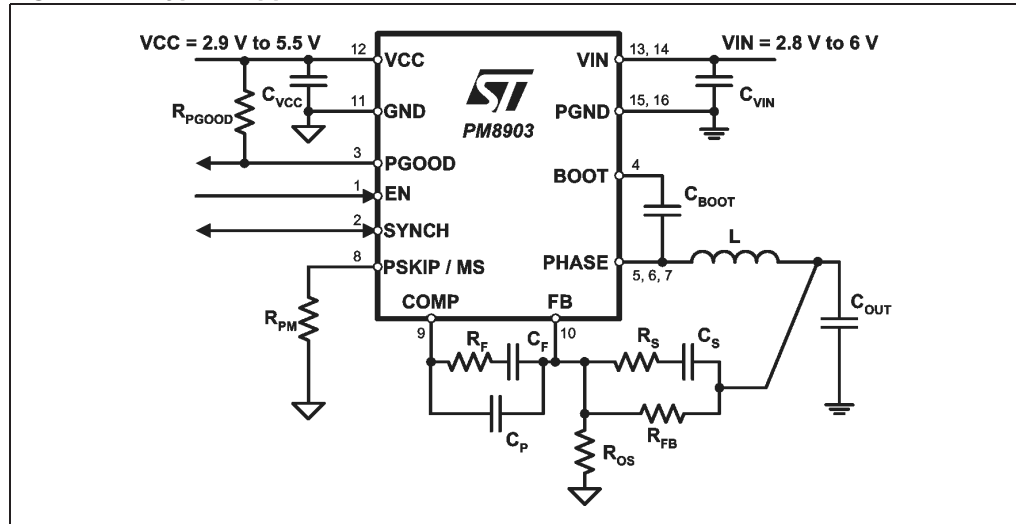 VCC = 2.9 V to 5.5 V
12
VCC
VIN
13, 14
VIN = 2.8 V to 6 V
CVCC
ST
CVIN
RPGOOD
11
GND
PGND
15, 16
PM8903
3
PGOOD
BOOT
4
1
EN
CBOOT
2
SYNCH
L
8
PSKIP / MS
PHASE
5, 6, 7
COMP
FB
COUT
RPM
9
10
RF
CF
RS
CS
CP
RFB
ROS